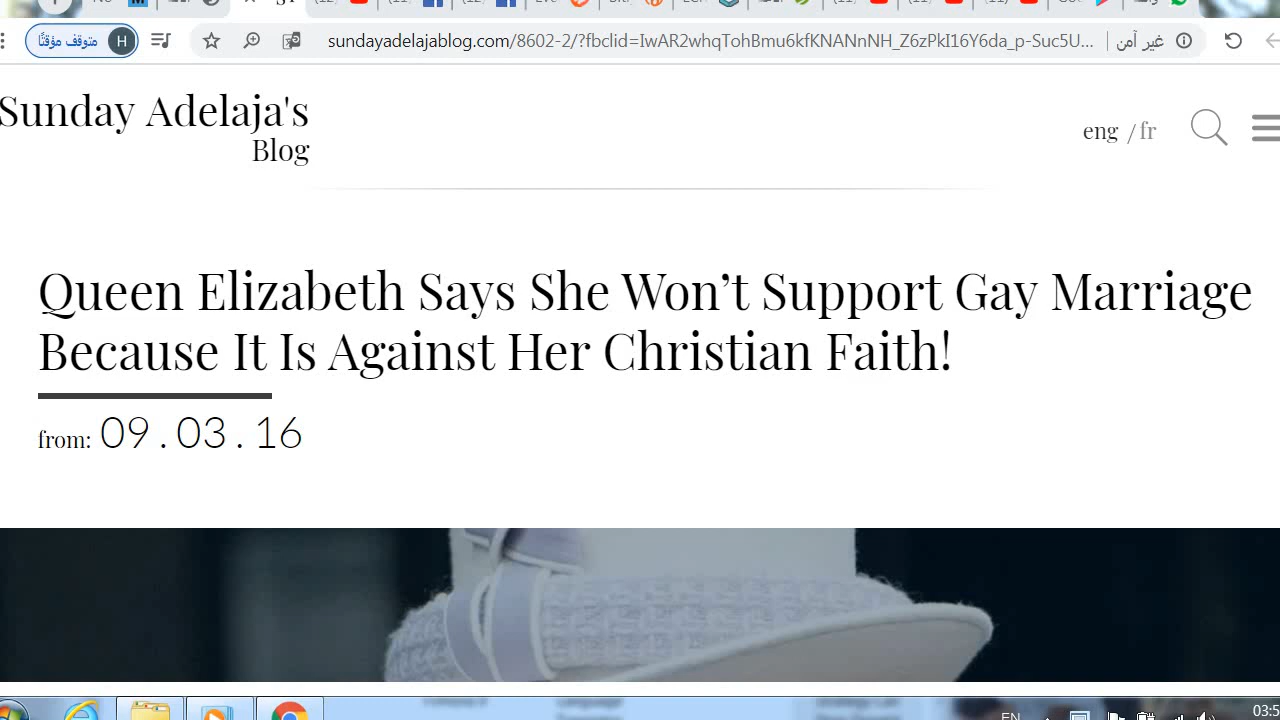 متوقف مؤقتًا
H
sundayadelajablog.com/8602-2/?fbclid=IwAR2whqTohBmnskfKNANnNH_Z6zPkI16Y6da_p-Suc5U...
غير آمن
Sunday Adelaja's
Blog
eng / fr
Queen Elizabeth Says She Won’t Support Gay Marriage
Because It Is Against Her Christian Faith!
from: 09.03.16
EN